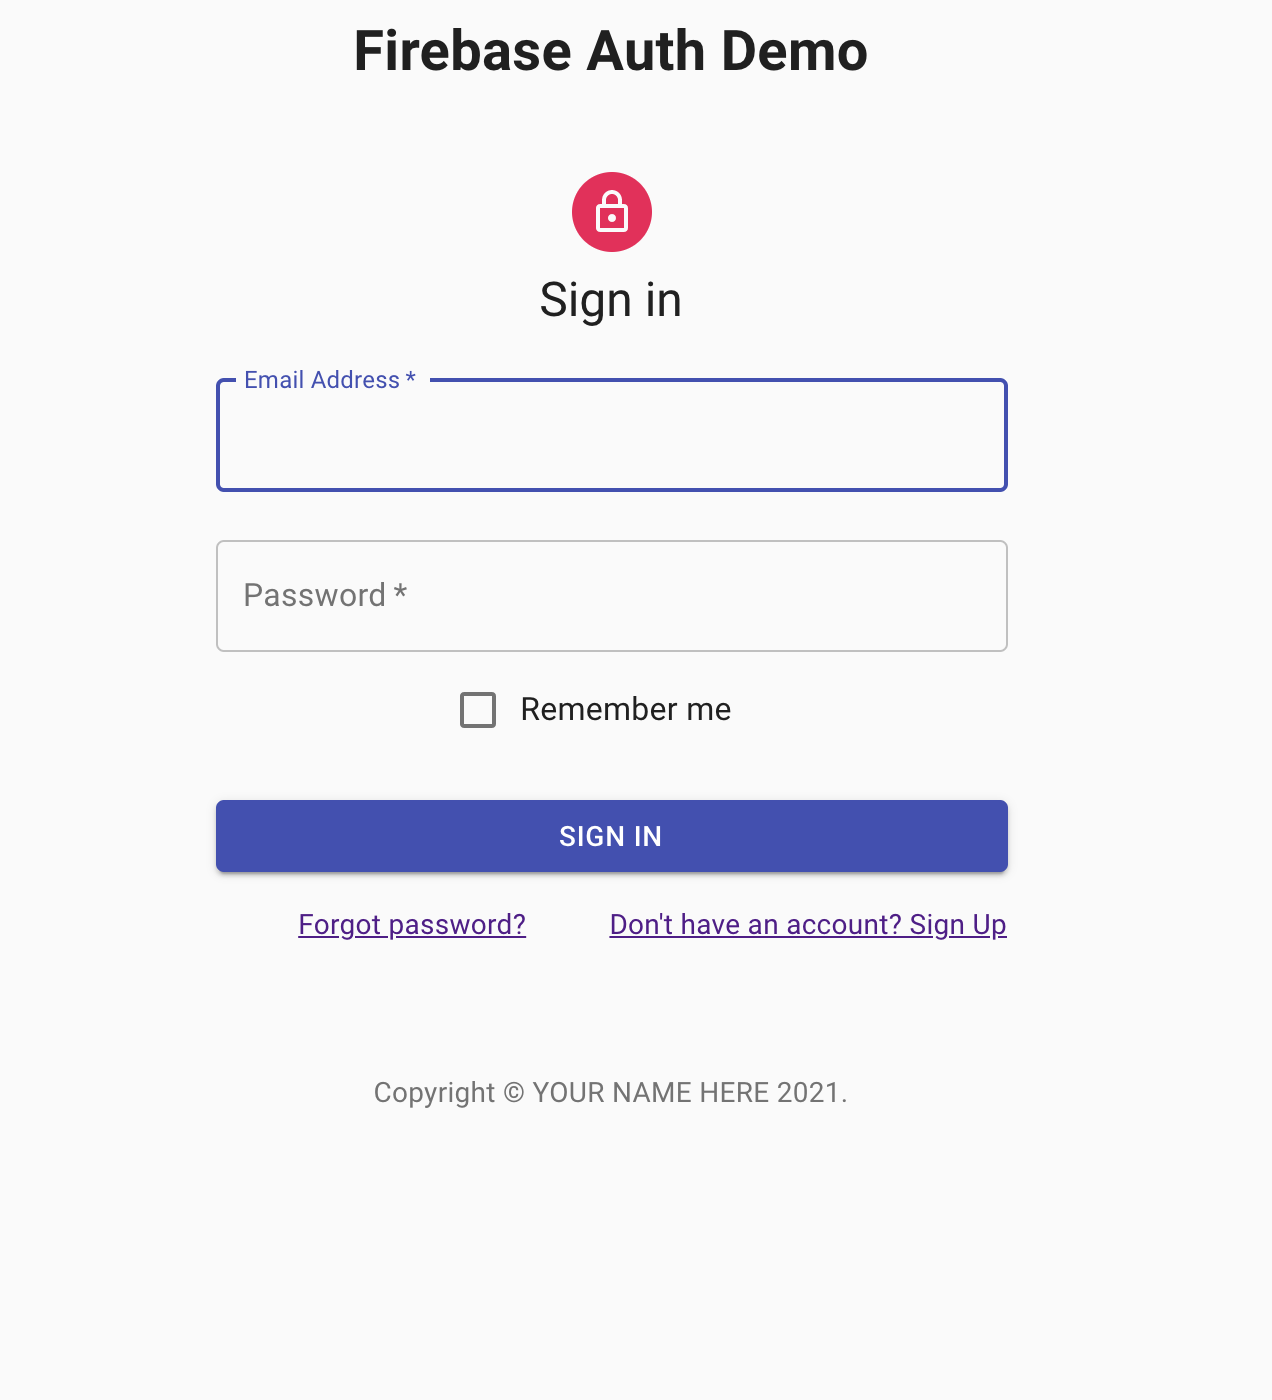 Firebase Auth Demo
Sign in
Email Address *
Password *
Remember me
SIGN IN
Forgot password? Don't have an account? Sign Up
Copyright © YOUR NAME HERE 2021.